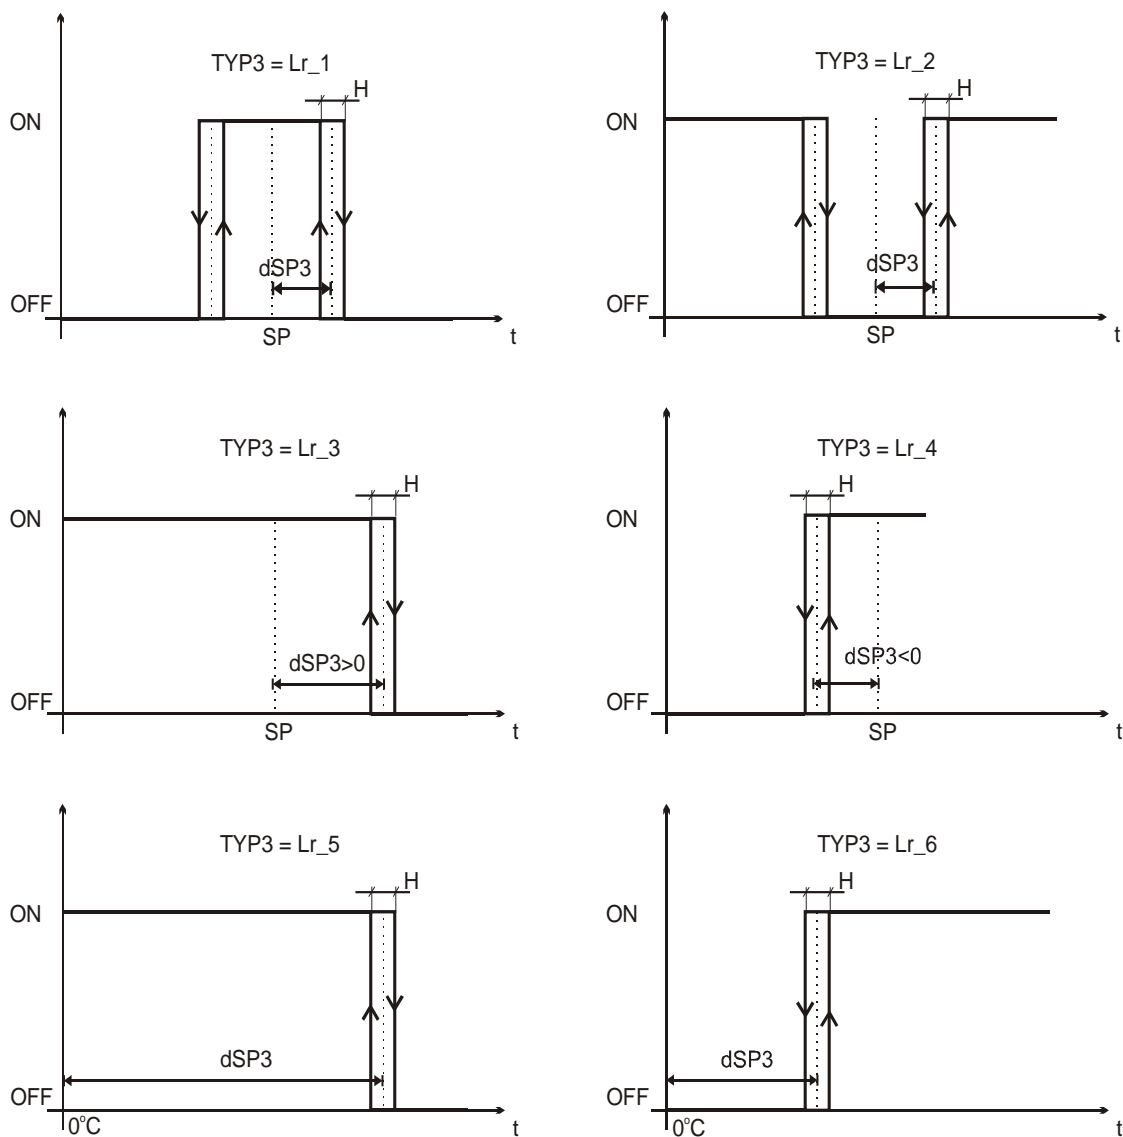 TYP3 = Lr_1
H
ON
dSP3
OFF
SP
t
TYP3 = Lr_2
H
ON
dSP3
OFF
SP
t
TYP3 = Lr_3
H
ON
dSP3>0
OFF
SP
t
TYP3 = Lr_4
H
ON
dSP3<0
OFF
SP
t
TYP3 = Lr_5
H
ON
dSP3
OFF
0°C
t
TYP3 = Lr_6
H
ON
dSP3
OFF
0°C
t